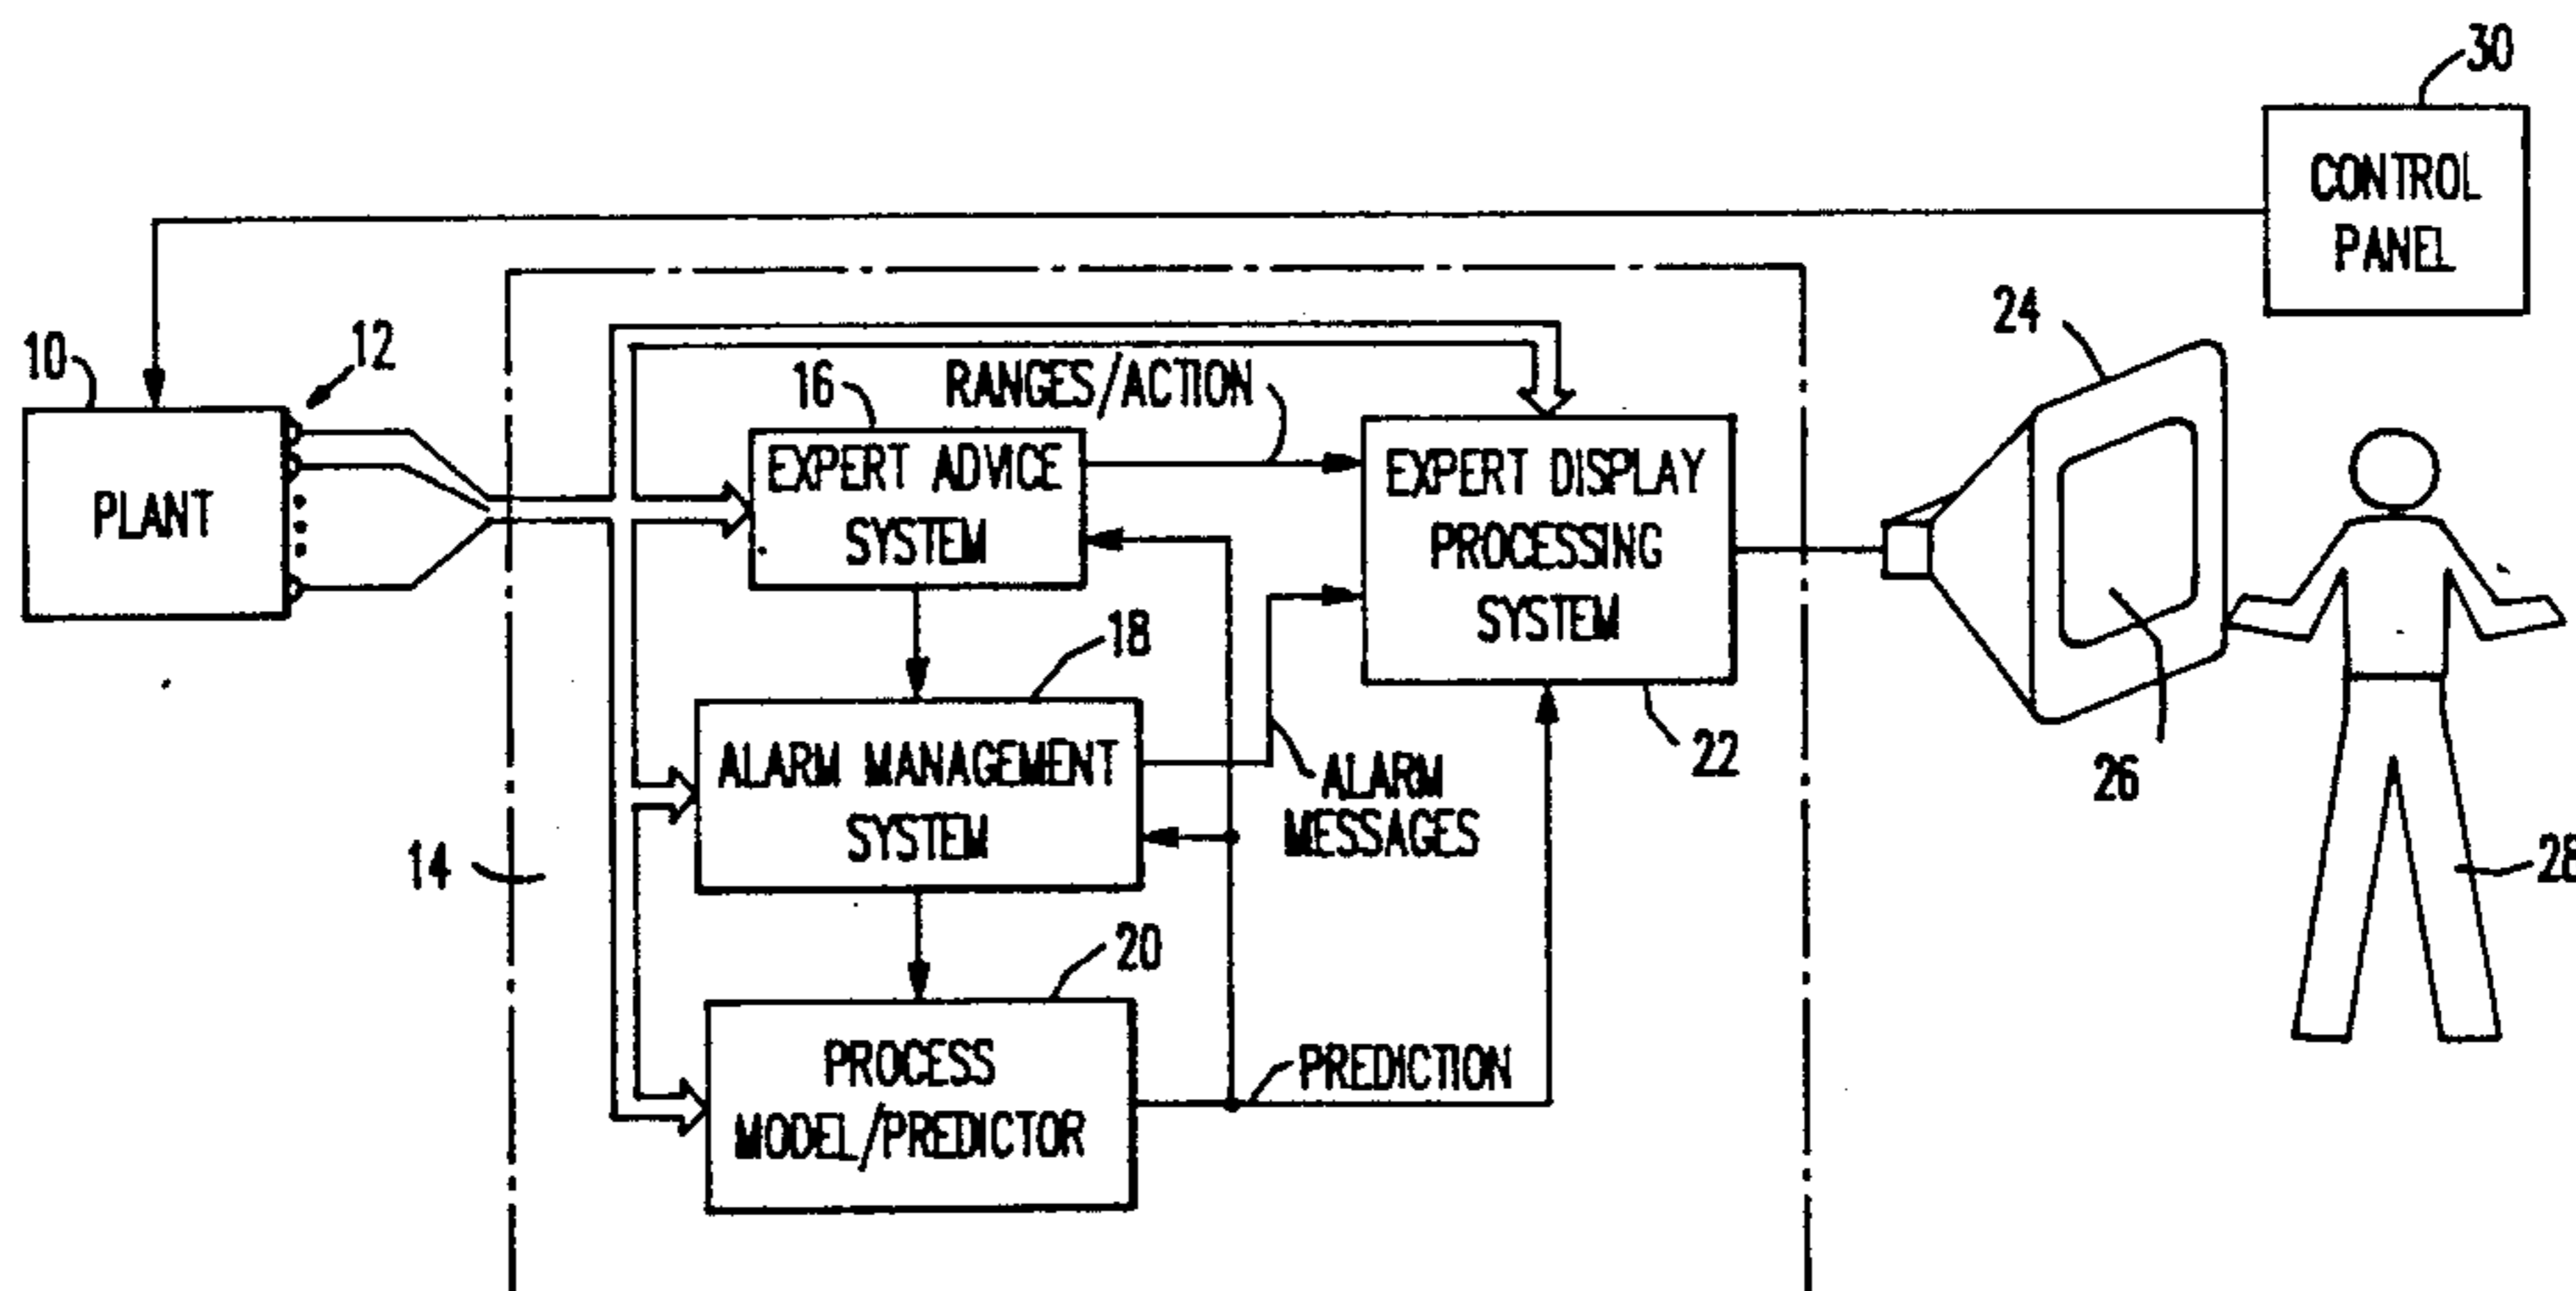 30
CONTROL
PANEL
24
10
12
16
RANGES/ACTION
PLANT
EXPERT ADVICE
SYSTEM
EXPERT DISPLAY
PROCESSING
SYSTEM
18
22
26
ALARM MANAGEMENT
SYSTEM
ALARM
MESSAGES
14
28
20
PROCESS
MODEL/PREDICTOR
PREDICTION